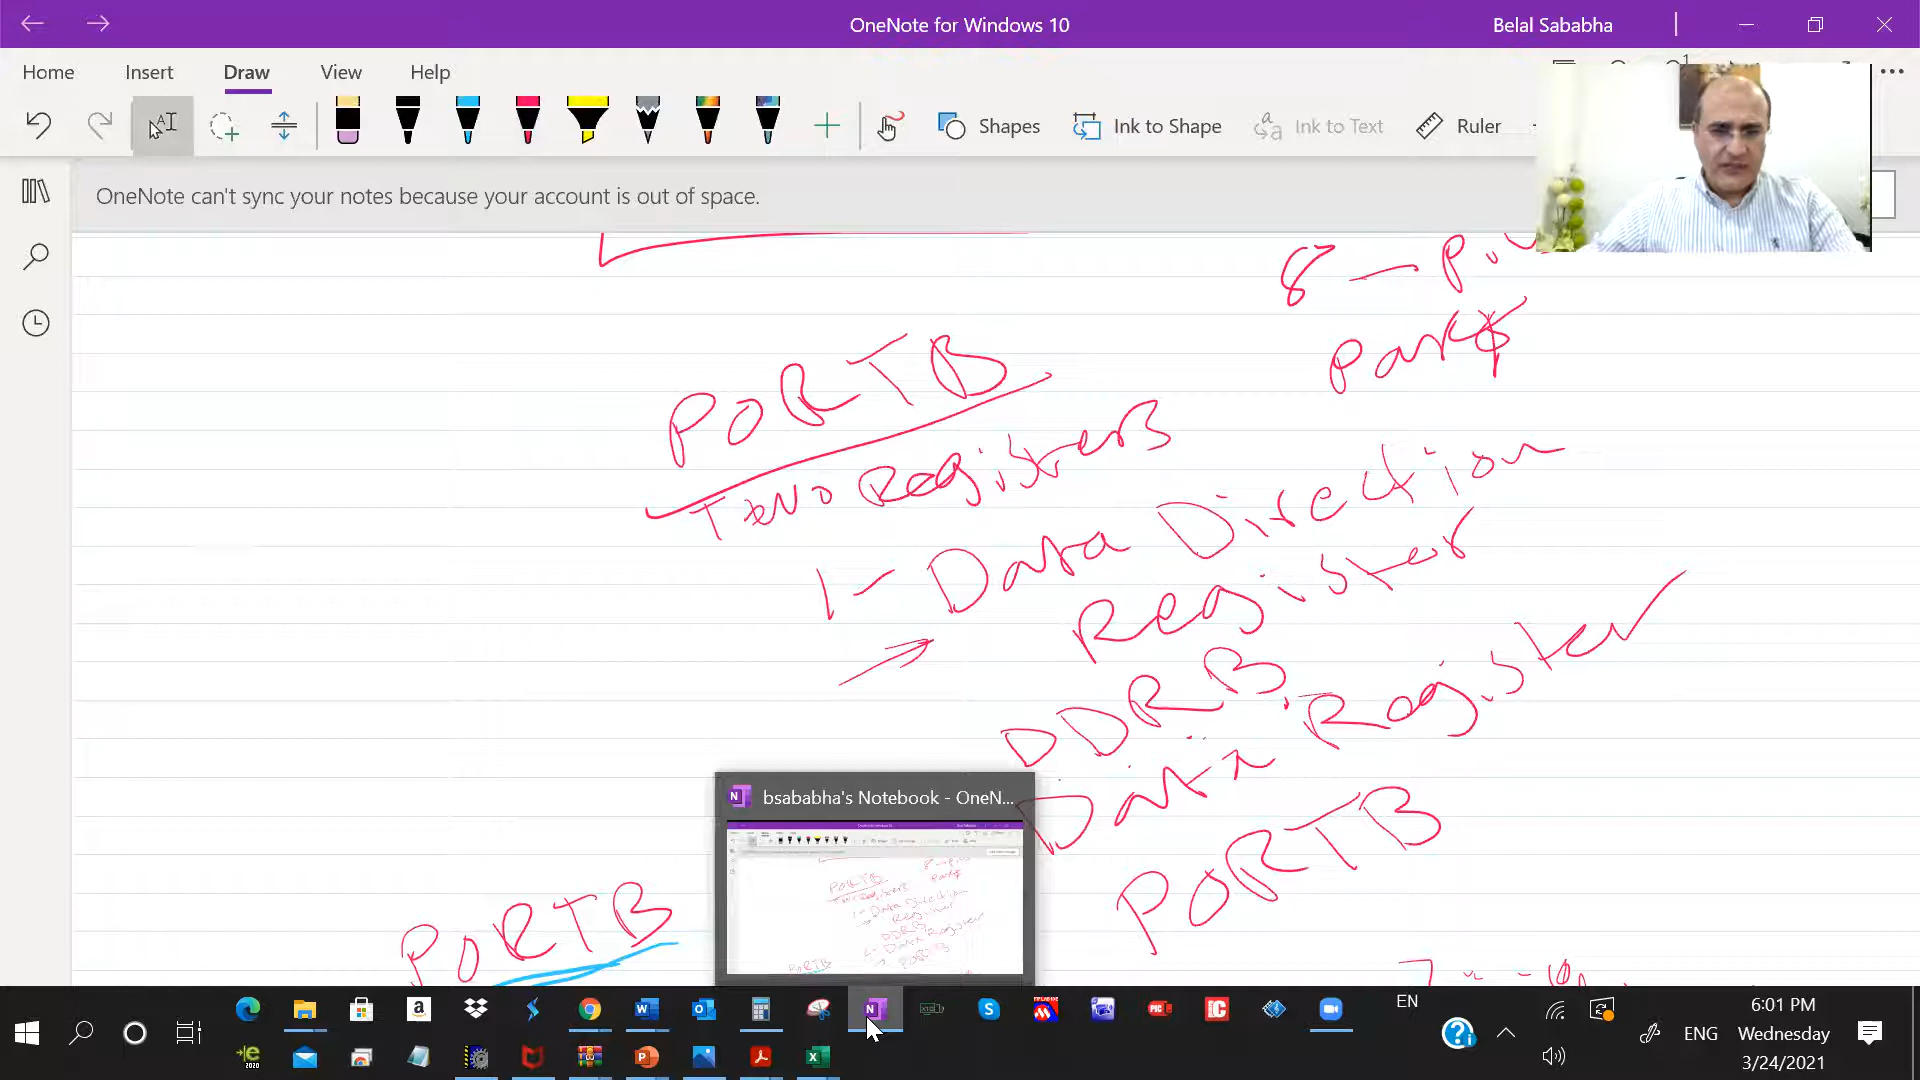 OneNote for Windows 10
Belal Sababha
Home Insert Draw View Help
Shapes Ink to Shape Ink to Text Ruler
OneNote can't sync your notes because your account is out of space.
8 - Pi
Port
PORTB
Two Registers
1- Data Direction
Register
DDRB
Data Register
PORTB
bsababha's Notebook - OneN...
PORTB
EN
6:01 PM
ENG Wednesday
3/24/2021